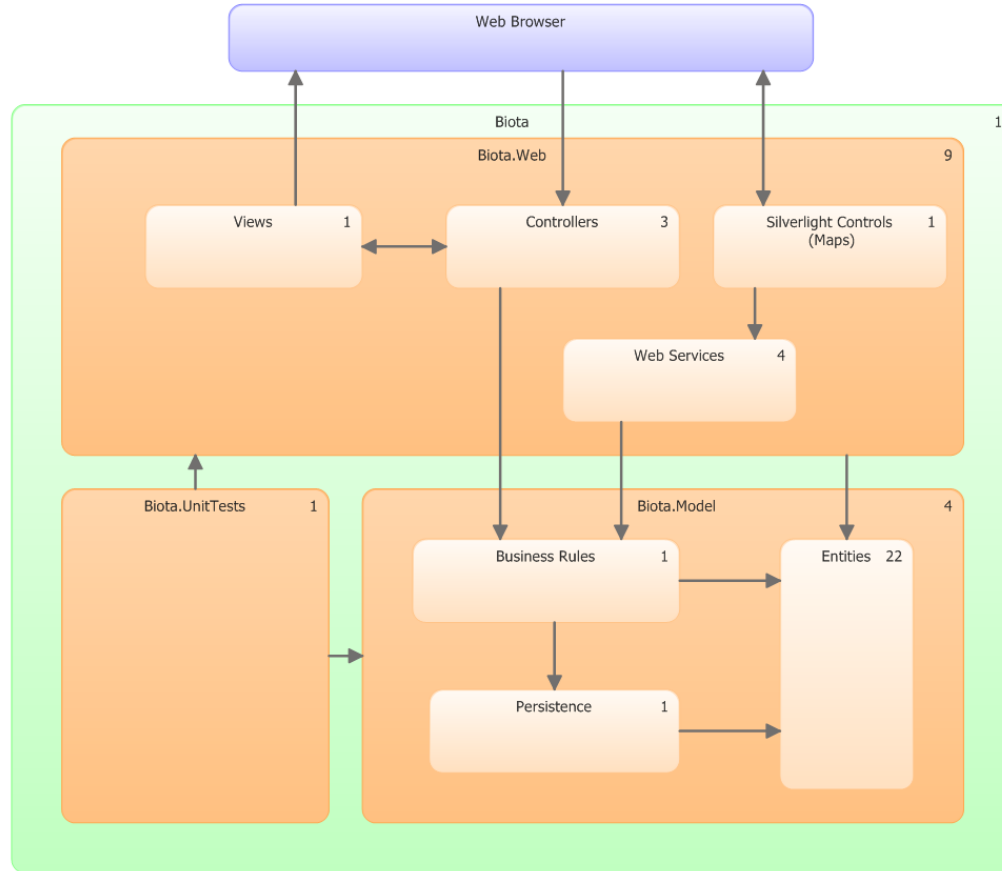 Web Browser
Biota 1
Biota.Web 9
Views 1
Controllers 3
Silverlight Controls 1
(Maps)
Web Services 4
Biota.UnitTests 1
Biota.Model 4
Business Rules 1
Entities 22
Persistence 1